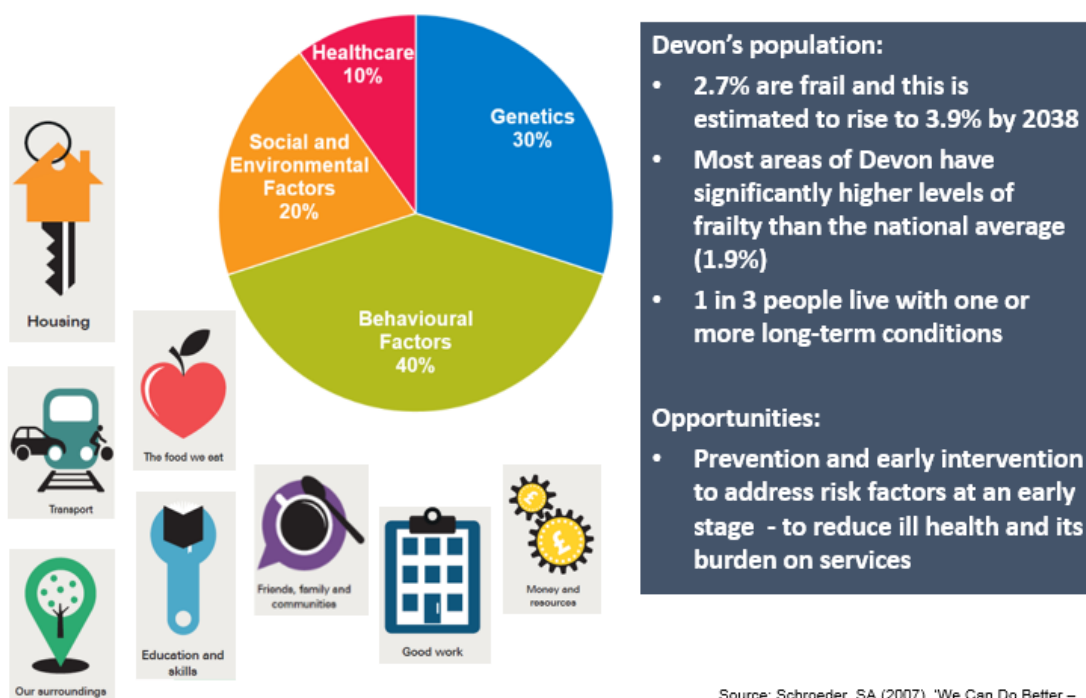 Healthcare
10%
Genetics
30%
Social and
Environmental
Factors
20%
Behavioural
Factors
40%
Housing
Transport
Our surroundings
The food we eat
Education and
skills
Friends, family and
communities
Good work
Money and
resources
£
£
Devon's population:
• 2.7% are frail and this is
estimated to rise to 3.9% by 2038
• Most areas of Devon have
significantly higher levels of
frailty than the national average
(1.9%)
• 1 in 3 people live with one or
more long-term conditions
Opportunities:
• Prevention and early intervention
to address risk factors at an early
stage - to reduce ill health and its
burden on services
Source: Schroeder, SA (2007), 'We Can Do Better –